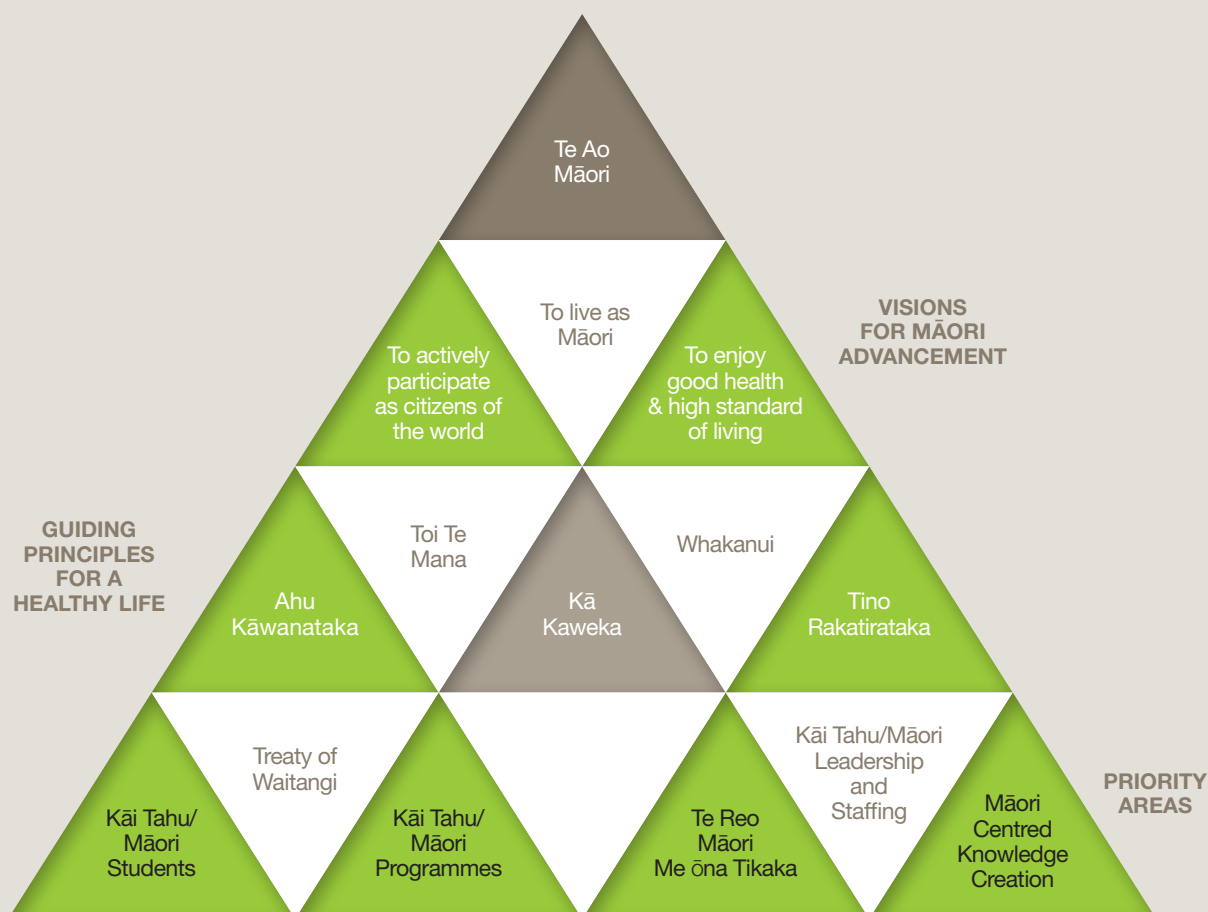 Te Ao
Māori
To live as
Māori
To actively
participate
as citizens of
the world
To enjoy
good health
& high standard
of living
VISIONS
FOR MĀORI
ADVANCEMENT
GUIDING
PRINCIPLES
FOR A
HEALTHY LIFE
Ahu
Kāwanataka
Toi Te
Mana
Kā
Kaweka
Whakanui
Tino
Rakatirataka
Kāi Tahu/
Māori
Students
Treaty of
Waitangi
Kāi Tahu/
Māori
Programmes
Te Reo
Māori
Me ōna Tikaka
Kāi Tahu/Māori
Leadership
and
Staffing
Māori
Centred
Knowledge
Creation
PRIORITY
AREAS